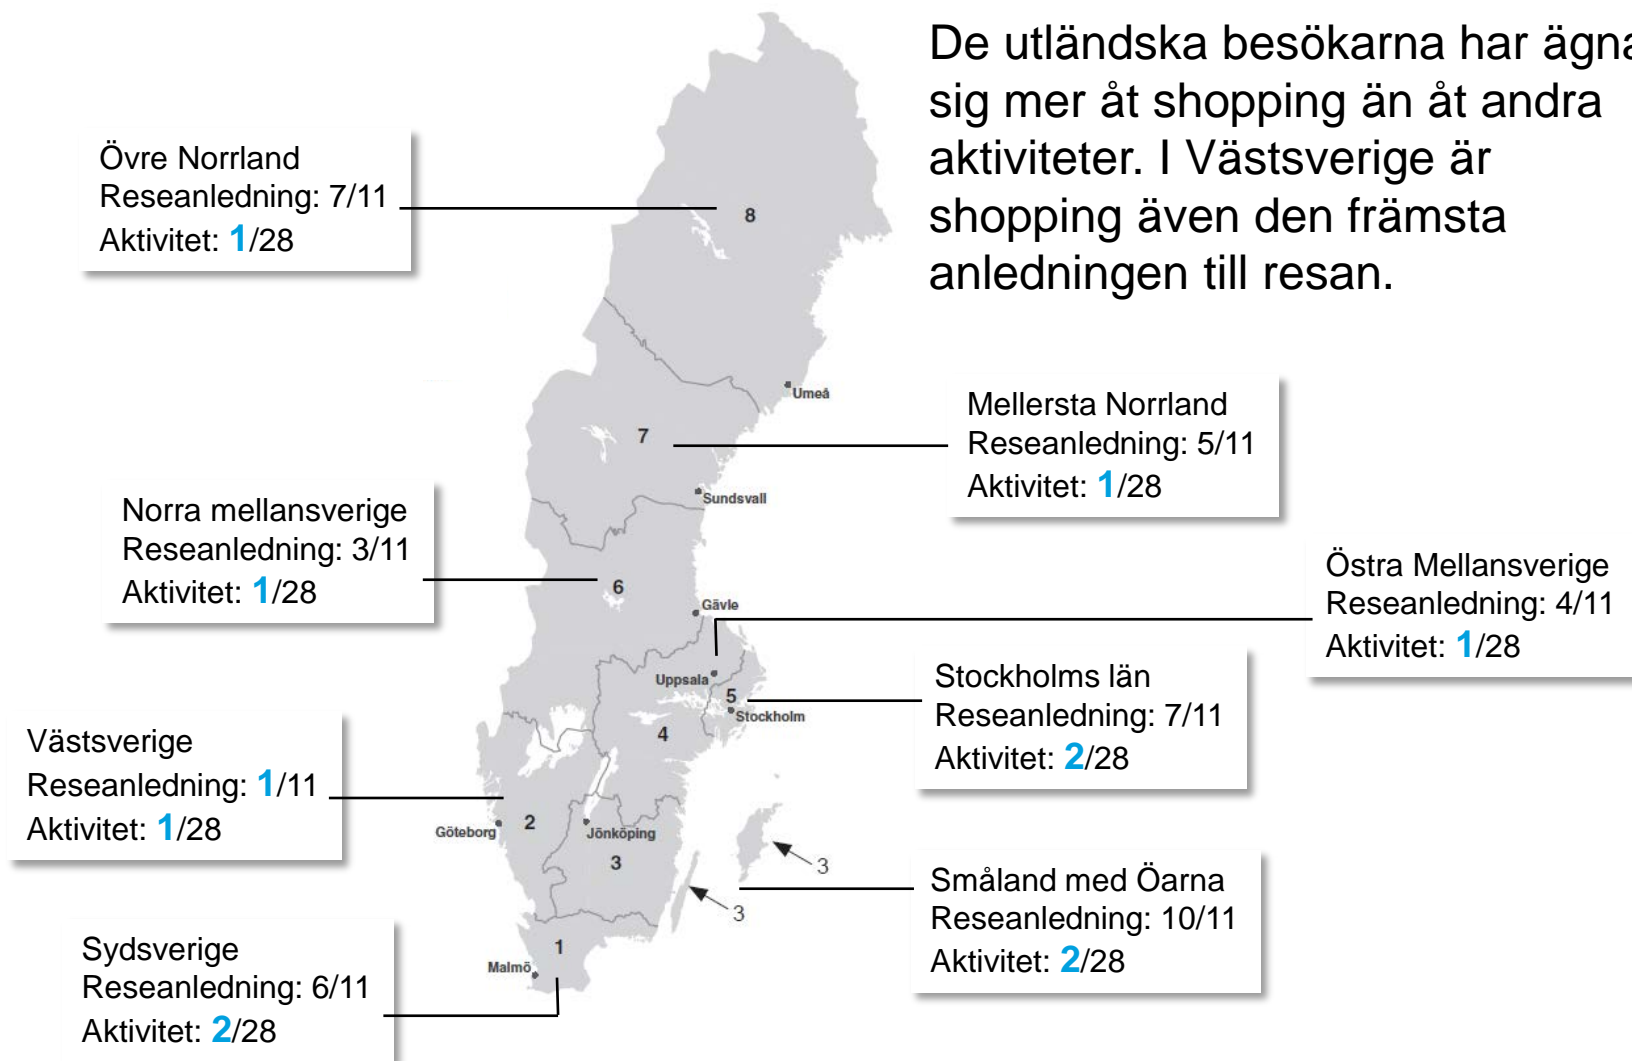 De utländska besökarna har ägna
sig mer åt shopping än åt andra
aktiviteter. I Västsverige är
shopping även den främsta
anledningen till resan.
Övre Norrland
Reseanledning: 7/11
Aktivitet: 1/28
8
Umeå
Mellersta Norrland
Reseanledning: 5/11
Aktivitet: 1/28
7
Sundsvall
Norra mellansverige
Reseanledning: 3/11
Aktivitet: 1/28
6
Gävle
Östra Mellansverige
Reseanledning: 4/11
Aktivitet: 1/28
Uppsala
5
Stockholm
4
Stockholms län
Reseanledning: 7/11
Aktivitet: 2/28
Västsverige
Reseanledning: 1/11
Aktivitet: 1/28
Göteborg
2
Jönköping
3
3
3
Småland med Öarna
Reseanledning: 10/11
Aktivitet: 2/28
Sydsverige
Reseanledning: 6/11
Aktivitet: 2/28
1
Malmö